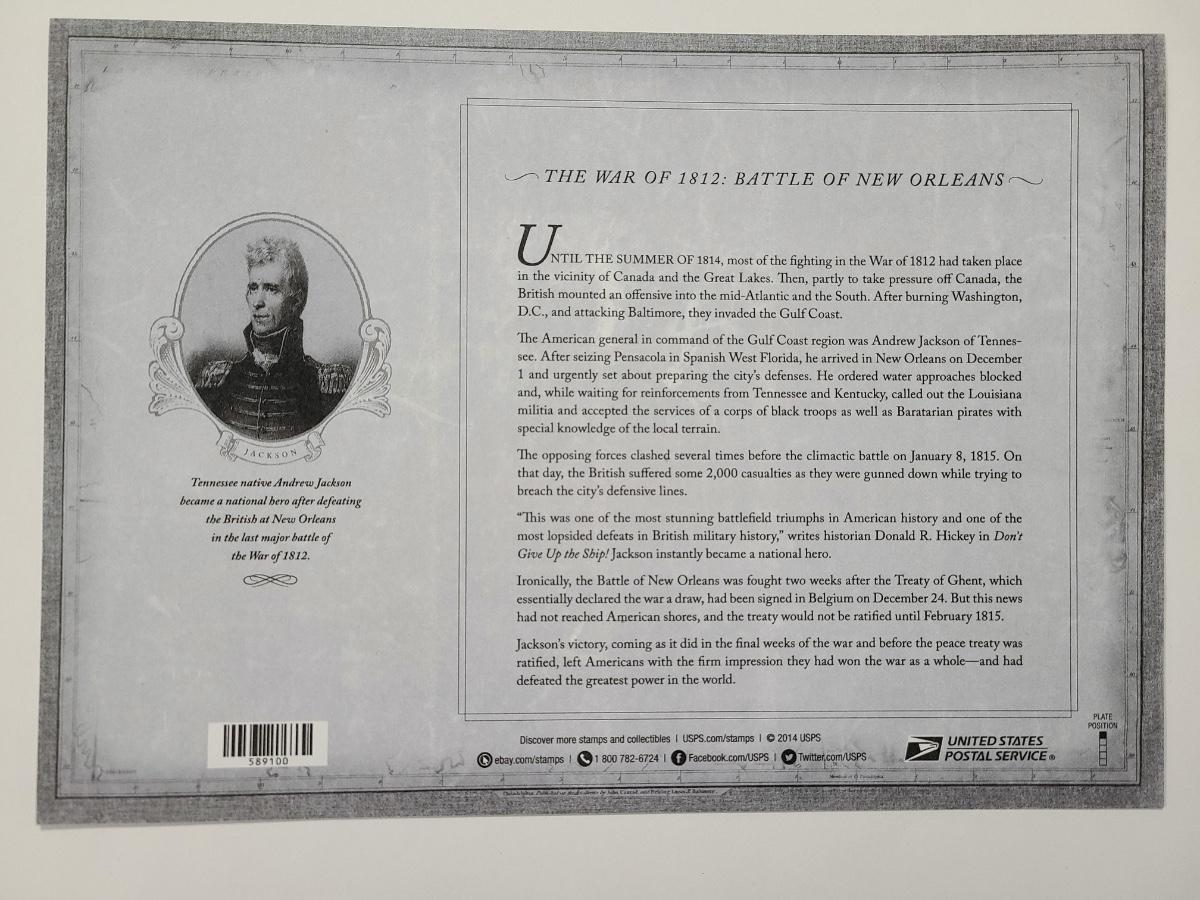 THE WAR OF 1812: BATTLE OF NEW ORLEANS
UNTIL THE SUMMER OF 1814, most of the fighting in the War of 1812 had taken place
in the vicinity of Canada and the Great Lakes. Then, partly to take pressure off Canada, the
British mounted an offensive into the mid-Atlantic and the South. After burning Washington,
D.C., and attacking Baltimore, they invaded the Gulf Coast.
The American general in command of the Gulf Coast region was Andrew Jackson of Tennes-
see. After seizing Pensacola in Spanish West Florida, he arrived in New Orleans on December
1 and urgently set about preparing the city's defenses. He ordered water approaches blocked
and, while waiting for reinforcements from Tennessee and Kentucky, called out the Louisiana
militia and accepted the services of a corps of black troops as well as Baratarian pirates with
special knowledge of the local terrain.
The opposing forces clashed several times before the climactic battle on January 8, 1815. On
that day, the British suffered some 2,000 casualties as they were gunned down while trying to
breach the city's defensive lines.
"This was one of the most stunning battlefield triumphs in American history and one of the
most lopsided defeats in British military history," writes historian Donald R. Hickey in Don't
Give Up the Ship! Jackson instantly became a national hero.
Ironically, the Battle of New Orleans was fought two weeks after the Treaty of Ghent, which
essentially declared the war a draw, had been signed in Belgium on December 24. But this news
had not reached American shores, and the treaty would not be ratified until February 1815.
Jackson's victory, coming as it did in the final weeks of the war and before the peace treaty was
ratified, left Americans with the firm impression they had won the war as a whole—and had
defeated the greatest power in the world.
JACKSON
Tennessee native Andrew Jackson
became a national hero after defeating
the British at New Orleans
in the last major battle of
the War of 1812.
589100
Discover more stamps and collectibles | USPS.com/stamps | © 2014 USPS
ebay.com/stamps | 1 800 782-6724 | Facebook.com/USPS | Twitter.com/USPS
UNITED STATES
POSTAL SERVICE®
PLATE
POSITION